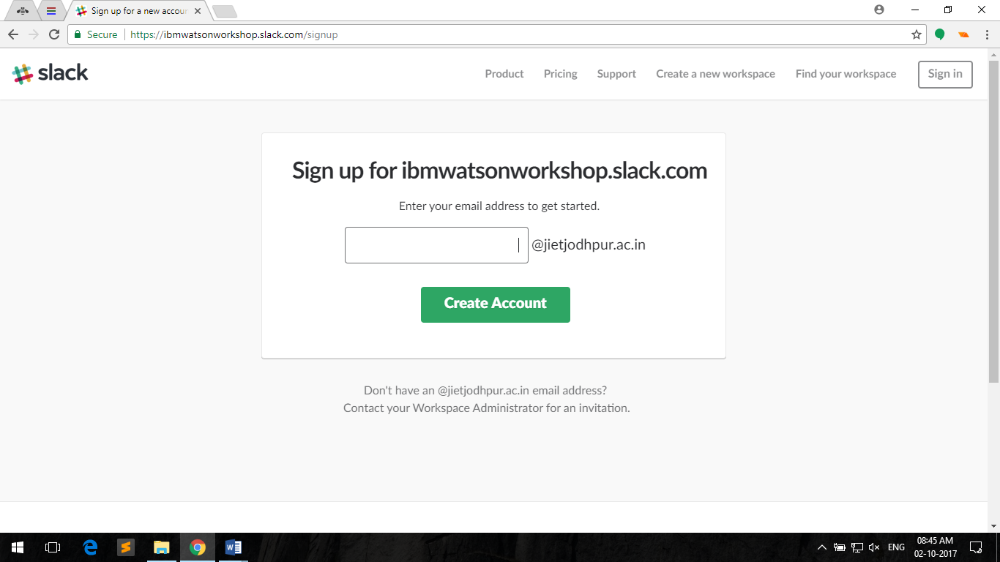 Sign up for a new accoun
Secure https://ibmwatsonworkshop.slack.com/signup
slack
Product Pricing Support Create a new workspace Find your workspace Sign in
Sign up for ibmwatsonworkshop.slack.com
Enter your email address to get started.
@jietjodhpur.ac.in
Create Account
Don't have an @jietjodhpur.ac.in email address?
Contact your Workspace Administrator for an invitation.
ENG
08:45 AM
02-10-2017